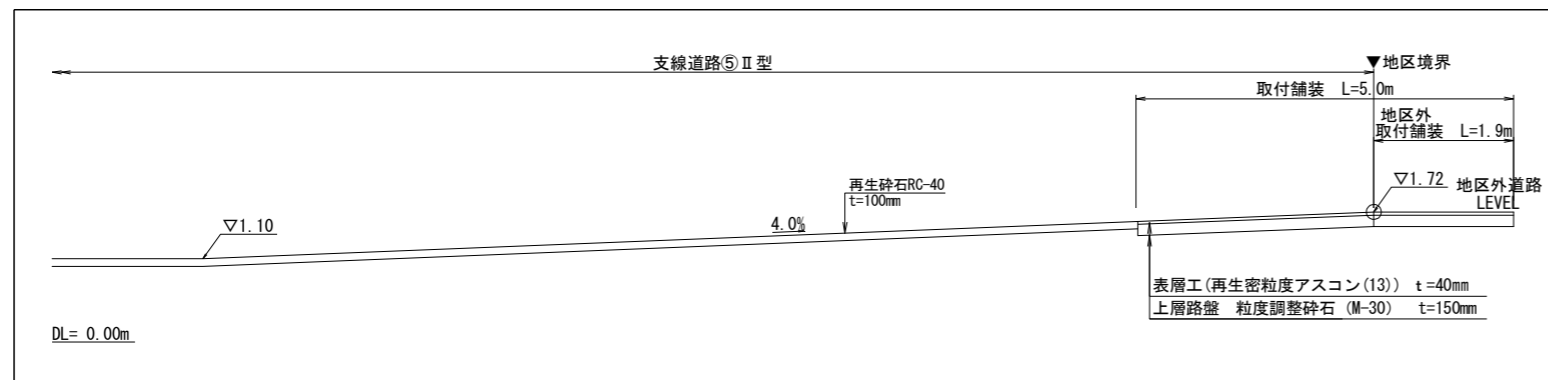 支線道路⑤Ⅱ型
▼地区境界
取付舗装 L=5.0m
地区外
取付舗装 L=1.9m
再生砕石RC-40
t=100mm
▽1.72
地区外道路
LEVEL
▽1.10
4.0%
表層工(再生密粒度アスコン(13)) t=40mm
上層路盤 粒度調整砕石 (M-30) t=150mm
DL= 0.00m